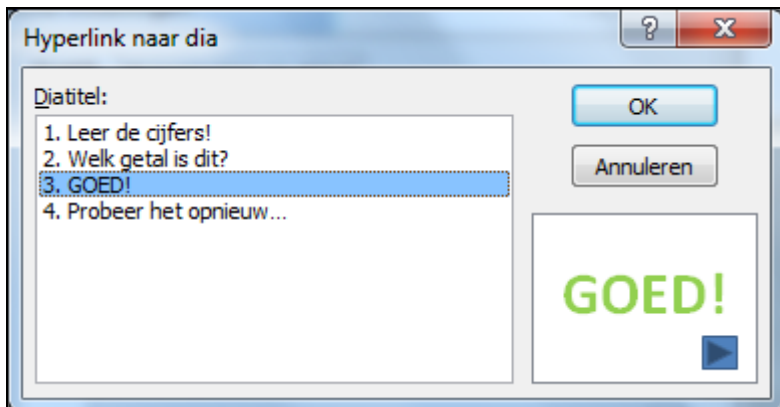 Hyperlink naar dia
?
X
Diatitel:
1. Leer de cijfers!
2. Welk getal is dit?
3. GOED!
4. Probeer het opnieuw...
OK
Annuleren
GOED!